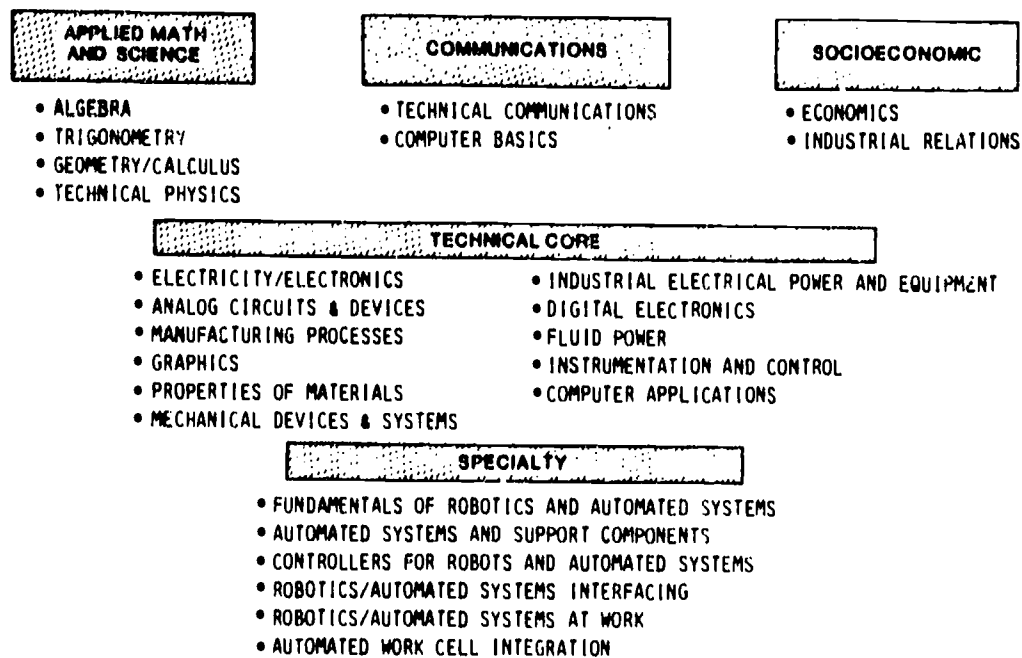 APPLIED MATH
AND SCIENCE
• ALGEBRA
• TRIGONOMETRY
• GEOMETRY/CALCULUS
• TECHNICAL PHYSICS
COMMUNICATIONS
• TECHNICAL COMMUNICATIONS
• COMPUTER BASICS
SOCIOECONOMIC
• ECONOMICS
• INDUSTRIAL RELATIONS
TECHNICAL CORE
• ELECTRICITY/ELECTRONICS
• ANALOG CIRCUITS & DEVICES
• MANUFACTURING PROCESSES
• GRAPHICS
• PROPERTIES OF MATERIALS
• MECHANICAL DEVICES & SYSTEMS
• INDUSTRIAL ELECTRICAL POWER AND EQUIPMENT
• DIGITAL ELECTRONICS
• FLUID POWER
• INSTRUMENTATION AND CONTROL
• COMPUTER APPLICATIONS
SPECIALTY
• FUNDAMENTALS OF ROBOTICS AND AUTOMATED SYSTEMS
• AUTOMATED SYSTEMS AND SUPPORT COMPONENTS
• CONTROLLERS FOR ROBOTS AND AUTOMATED SYSTEMS
• ROBOTICS/AUTOMATED SYSTEMS INTERFACING
• ROBOTICS/AUTOMATED SYSTEMS AT WORK
• AUTOMATED WORK CELL INTEGRATION